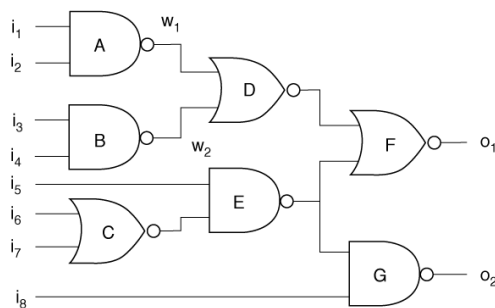 w₁
i₁
A
i₂
D
i₃
F
o₁
B
i₄
w₂
i₅
E
i₆
C
i₇
G
o₂
i₈